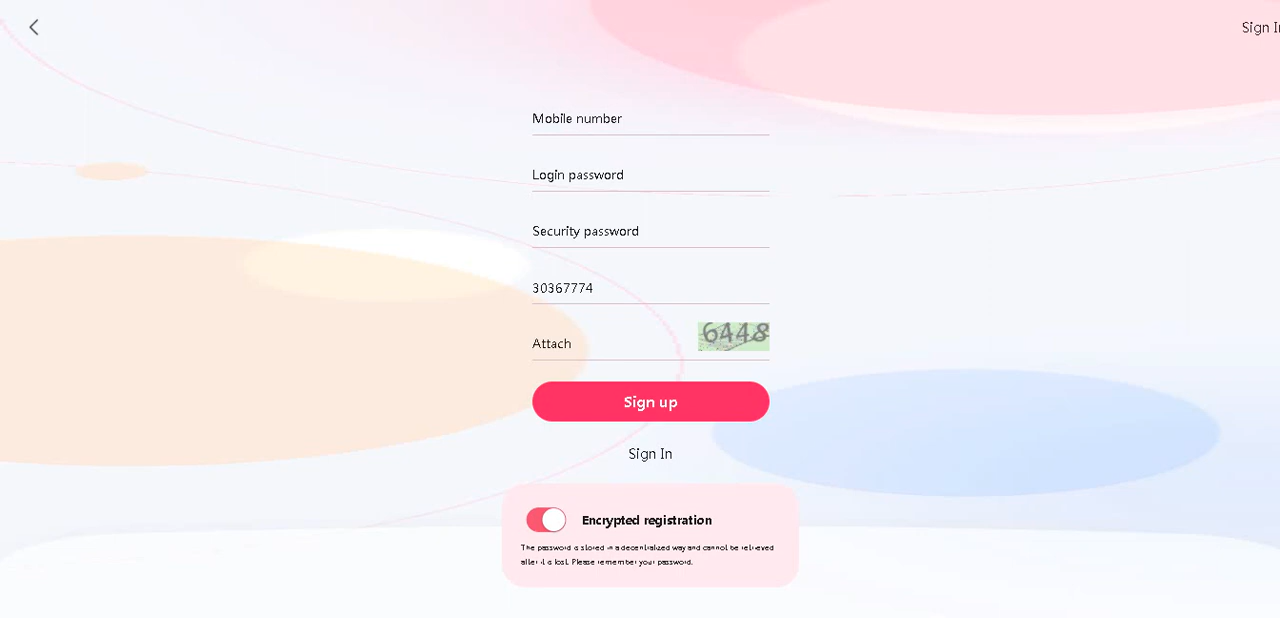 Sign In
Mobile number
Login password
Security password
30367774
Attach
6448
Sign up
Sign In
Encrypted registration
The password is stored in a decentralized way and cannot be retrieved
after it is lost. Please remember your password.